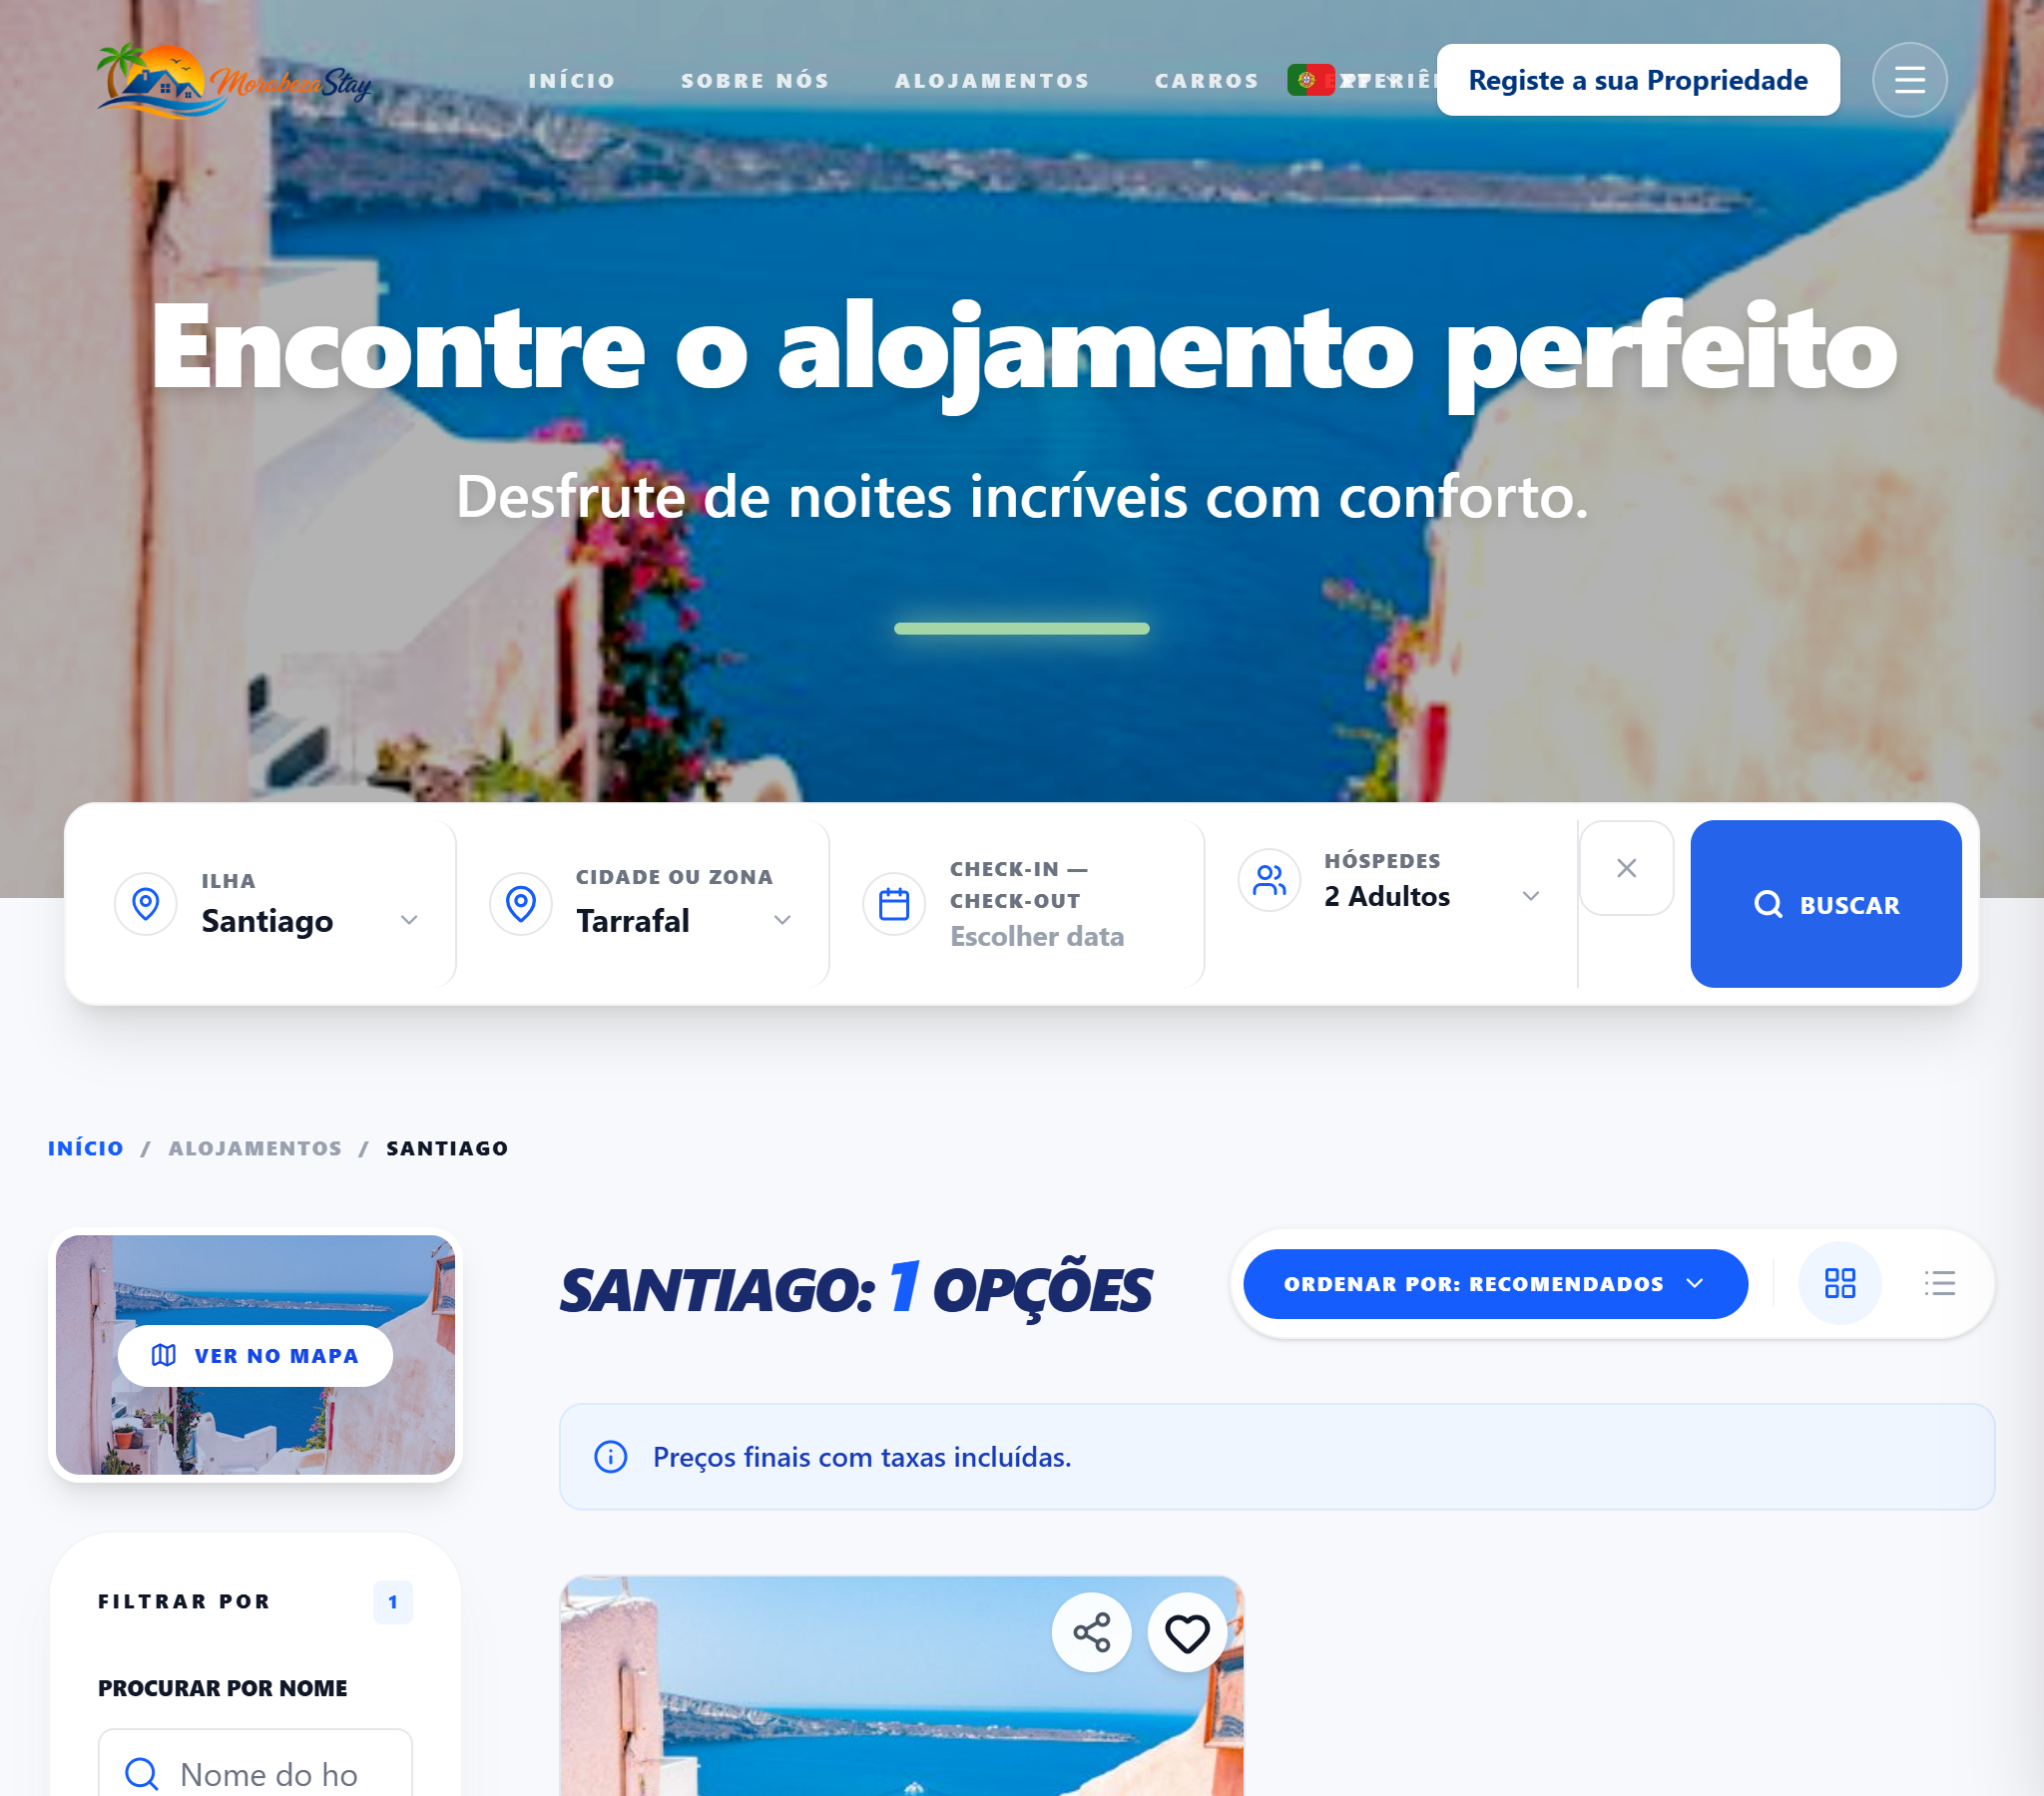 MorabezaStay
INÍCIO
SOBRE NÓS
ALOJAMENTOS
CARROS
PT
Registe a sua Propriedade
Encontre o alojamento perfeito
Desfrute de noites incríveis com conforto.
ILHA
Santiago
CIDADE OU ZONA
Tarrafal
CHECK-IN —
CHECK-OUT
Escolher data
HÓSPEDES
2 Adultos
BUSCAR
INÍCIO / ALOJAMENTOS / SANTIAGO
VER NO MAPA
SANTIAGO: 1 OPÇÕES
ORDENAR POR: RECOMENDADOS
Preços finais com taxas incluídas.
FILTRAR POR
1
PROCURAR POR NOME
Nome do ho